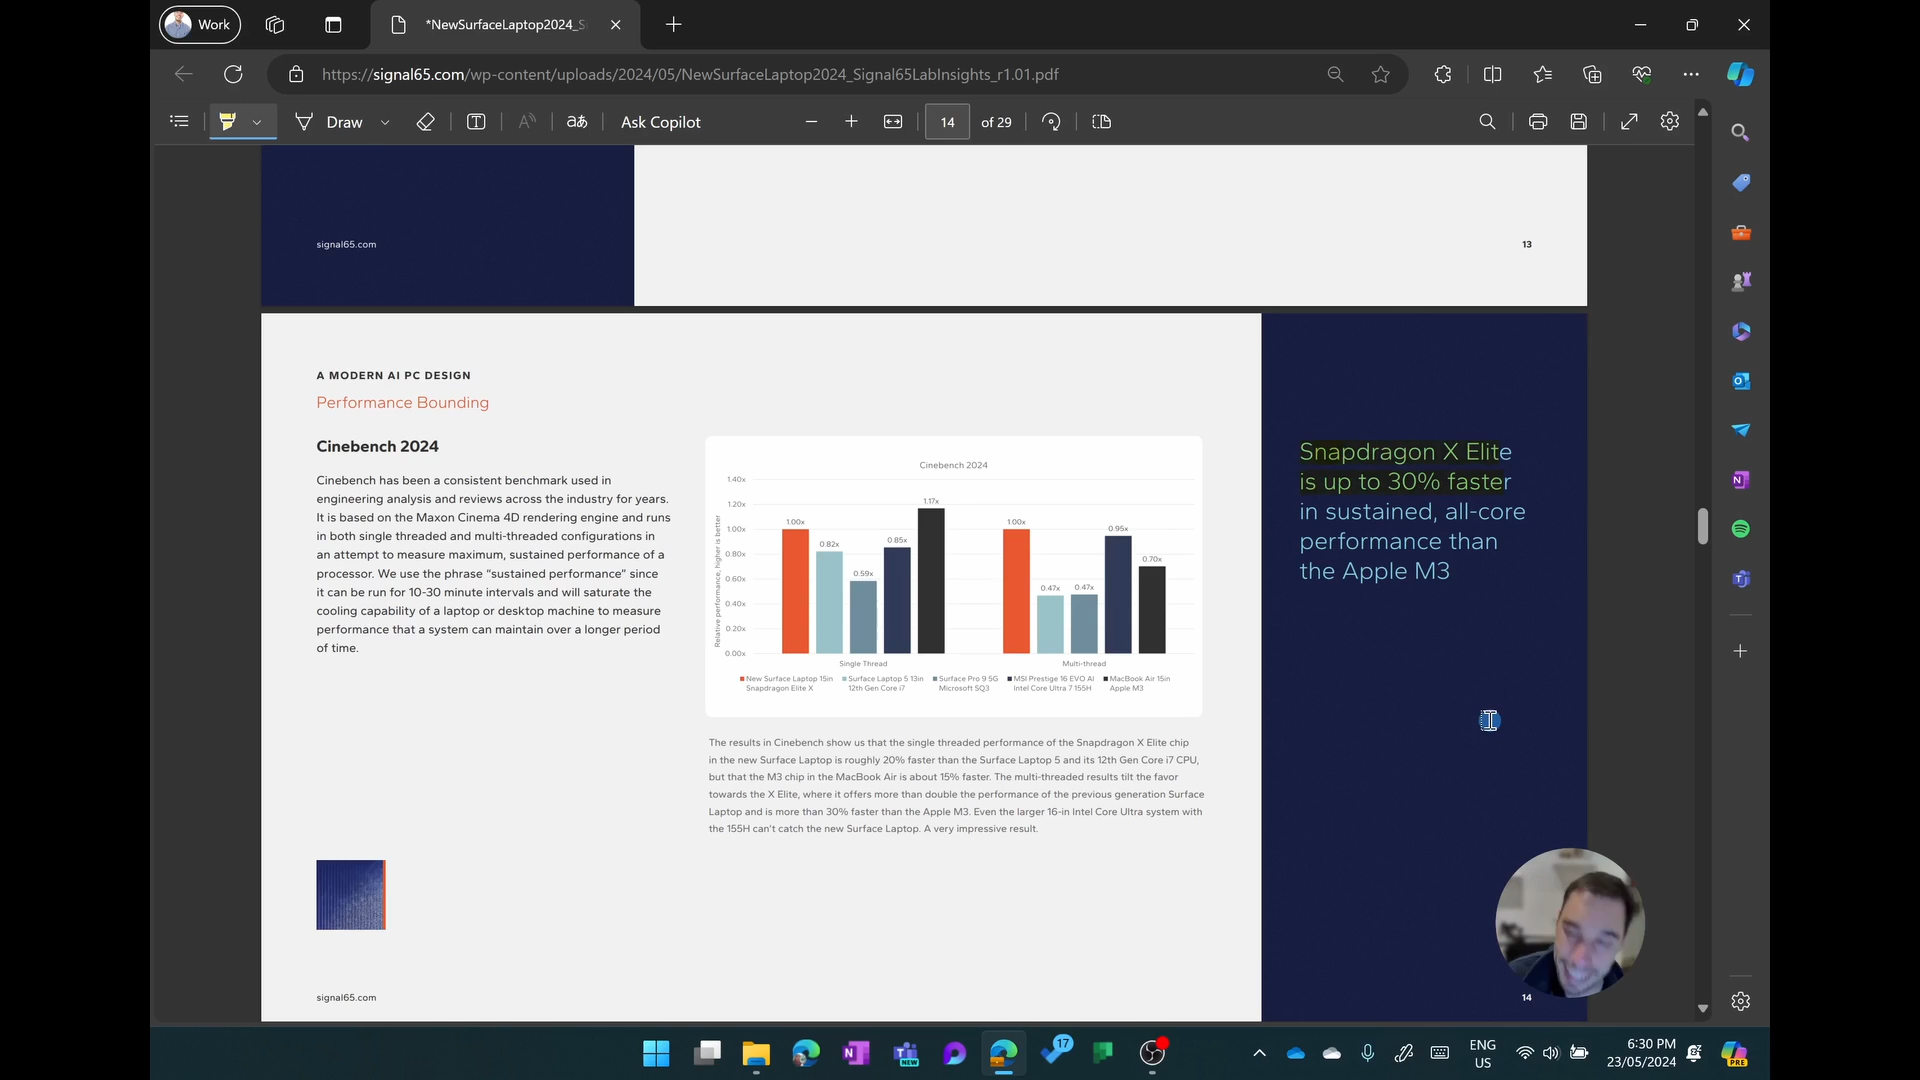 Work
*NewSurfaceLaptop2024_S
https://signal65.com/wp-content/uploads/2024/05/NewSurfaceLaptop2024_Signal65LabInsights_r1.01.pdf
Draw
Ask Copilot
14 of 29
signal65.com
13
A MODERN AI PC DESIGN
Performance Bounding
Cinebench 2024
Cinebench has been a consistent benchmark used in
engineering analysis and reviews across the industry for years.
It is based on the Maxon Cinema 4D rendering engine and runs
in both single threaded and multi-threaded configurations in
an attempt to measure maximum, sustained performance of a
processor. We use the phrase “sustained performance” since
it can be run for 10-30 minute intervals and will saturate the
cooling capability of a laptop or desktop machine to measure
performance that a system can maintain over a longer period
of time.
Cinebench 2024
Relative performance, higher is better
1.40x
1.20x
1.00x
0.80x
0.60x
0.40x
0.20x
0.00x
1.00x
0.82x
0.59x
0.85x
1.17x
1.00x
0.47x
0.47x
0.95x
0.70x
Single Thread
Multi-thread
New Surface Laptop 15in
Snapdragon Elite X
Surface Laptop 5 13in
12th Gen Core i7
Surface Pro 9 5G
Microsoft SQ3
MSI Prestige 16 EVO AI
Intel Core Ultra 7 155H
MacBook Air 15in
Apple M3
The results in Cinebench show us that the single threaded performance of the Snapdragon X Elite chip
in the new Surface Laptop is roughly 20% faster than the Surface Laptop 5 and its 12th Gen Core i7 CPU,
but that the M3 chip in the MacBook Air is about 15% faster. The multi-threaded results tilt the favor
towards the X Elite, where it offers more than double the performance of the previous generation Surface
Laptop and is more than 30% faster than the Apple M3. Even the larger 16-in Intel Core Ultra system with
the 155H can't catch the new Surface Laptop. A very impressive result.
Snapdragon X Elite
is up to 30% faster
in sustained, all-core
performance than
the Apple M3
signal65.com
14
17
ENG
US
6:30 PM
23/05/2024
PRE